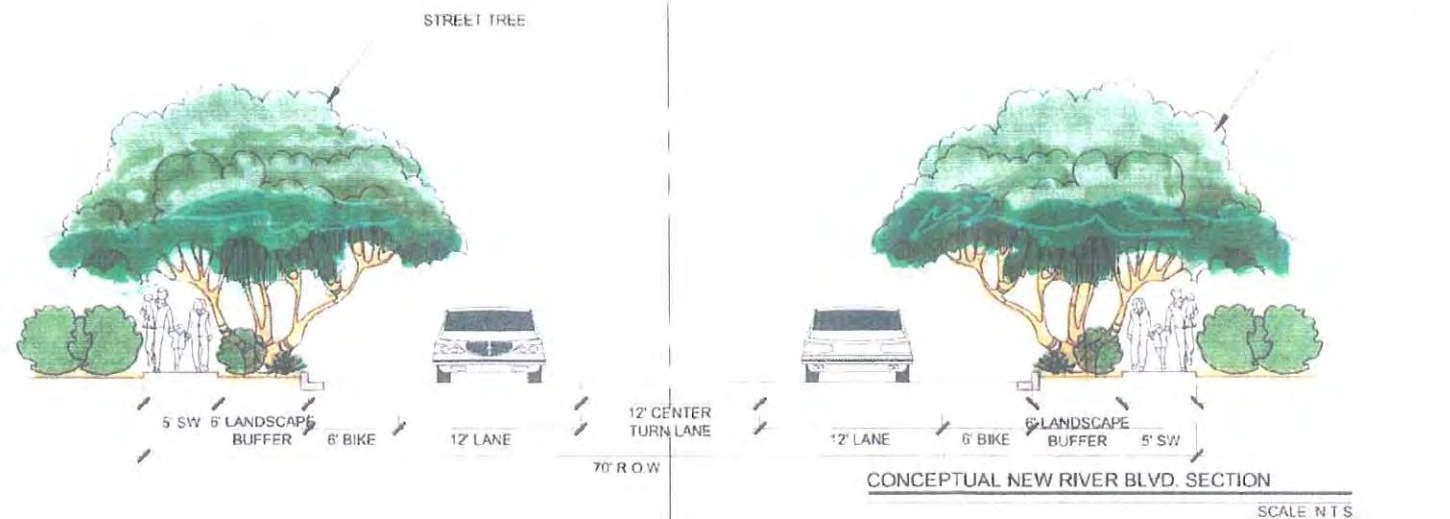 STREET TREE
5' SW
6' LANDSCAPE
BUFFER
6' BIKE
12' LANE
12' CENTER
TURN LANE
12' LANE
6' BIKE
6' LANDSCAPE
BUFFER
5' SW
70' R.O.W
CONCEPTUAL NEW RIVER BLVD. SECTION
SCALE N.T.S.